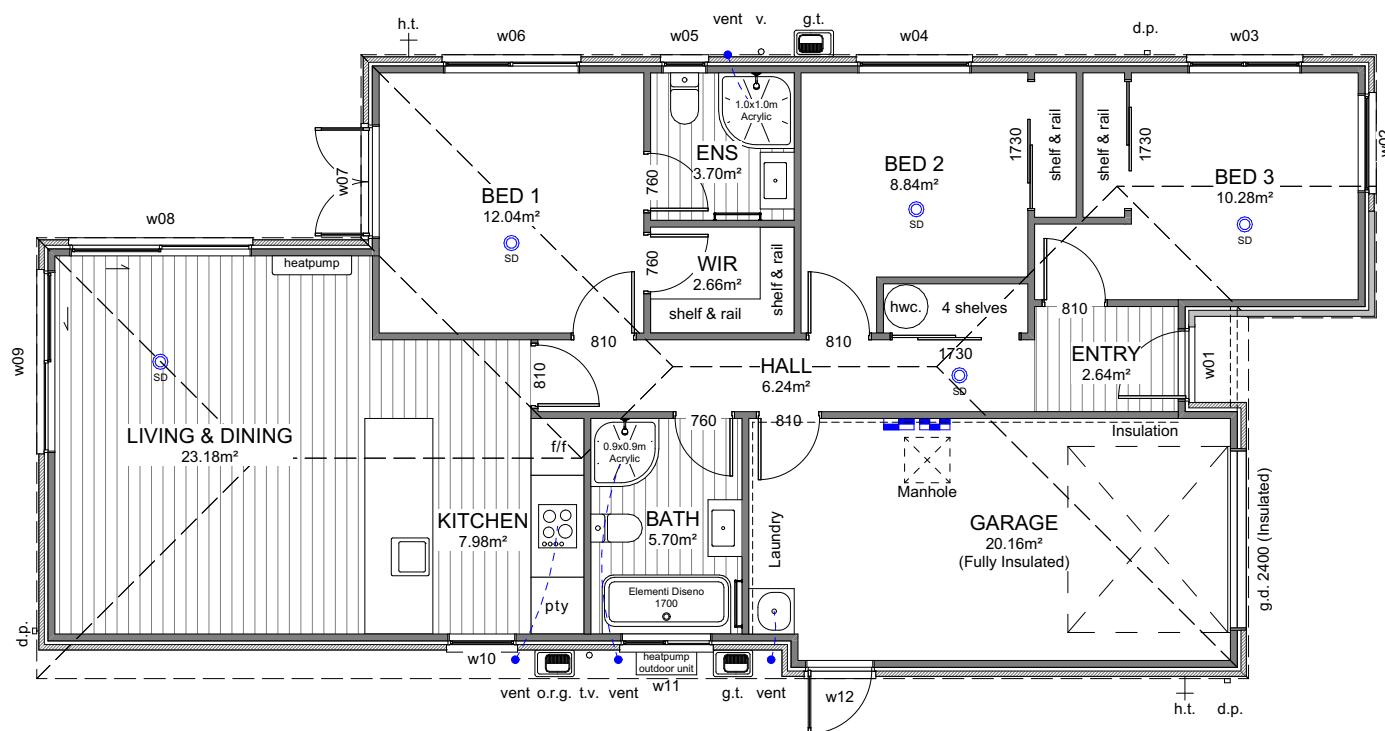 vent
v.
g.t.
h.t.
w06
w05
w04
d.p.
w03
1.0x1.0m
Acrylic
ENS
3.70m²
760
BED 1
12.04m²
SD
w07
BED 2
8.84m²
SD
1730
shelf & rail
shelf & rail
1730
BED 3
10.28m²
SD
w02
w08
heatpump
760
WIR
2.66m²
shelf & rail
shelf & rail
hwc.
4 shelves
810
w09
SD
810
810
HALL
6.24m²
810
1730
SD
ENTRY
2.64m²
w01
LIVING & DINING
23.18m²
f/f
0.9x0.9m
Acrylic
760
810
Insulation
Manhole
KITCHEN
7.98m²
BATH
5.70m²
Laundry
GARAGE
20.16m²
(Fully Insulated)
g.d. 2400 (Insulated)
pty
Elementi Diseno
1700
d.p.
w10
heatpump
outdoor unit
w11
vent
o.r.g.
t.v.
vent
g.t.
vent
w12
h.t.
d.p.